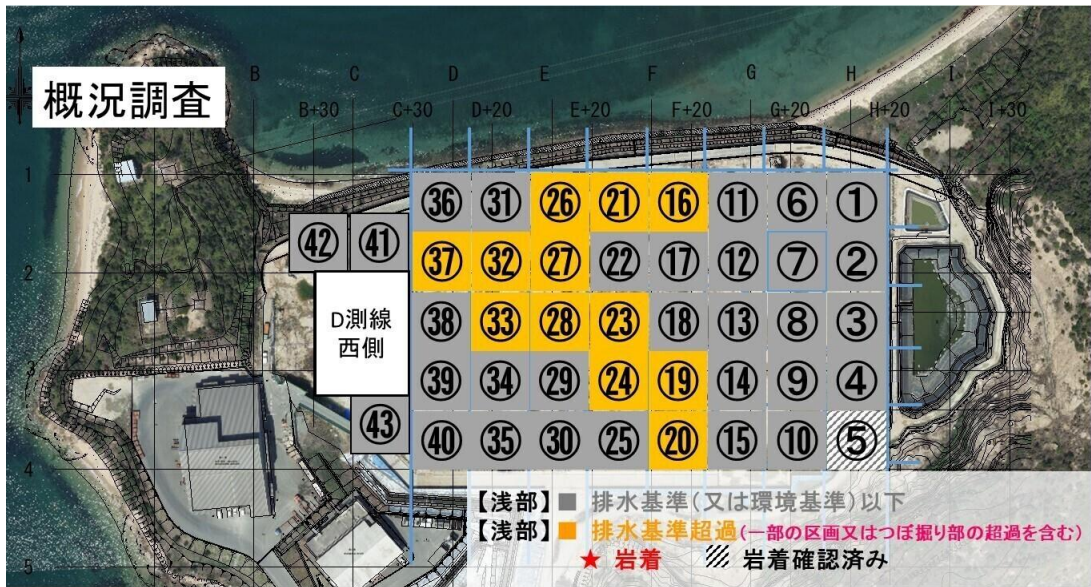 概況調査
B C D E F G H I
B+30 C+30 D+20 E+20 F+20 G+20 H+20 I+30
1 ㊱ ㉛ ㉖ ㉑ ⑯ ⑪ ⑥ ①
㊷ ㊶
2 ㊲ ㉜ ㉗ ㉒ ⑰ ⑫ ⑦ ②
D測線
西側
㊳ ㉝ ㉘ ㉓ ⑱ ⑬ ⑧ ③
3 ㊴ ㉞ ㉙ ㉔ ⑲ ⑭ ⑨ ④
㊸ ㊵ ㉟ ㉚ ㉕ ⑳ ⑮ ⑩ ⑤
4
【浅部】 ■ 排水基準(又は環境基準)以下
【浅部】 ■ 排水基準超過(一部の区画又はつぼ掘り部の超過を含む)
★ 岩着 岩着確認済み
5